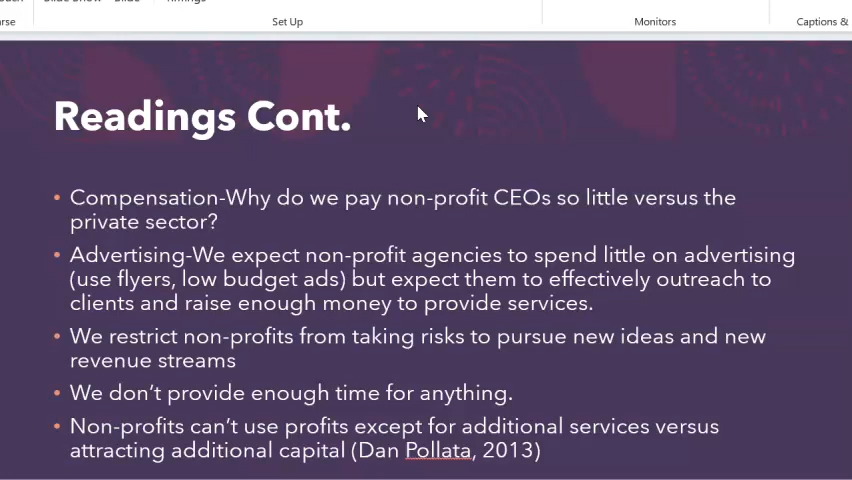 Set Up
Monitors
Captions &
Readings Cont.
• Compensation-Why do we pay non-profit CEOs so little versus the
private sector?
• Advertising-We expect non-profit agencies to spend little on advertising
(use flyers, low budget ads) but expect them to effectively outreach to
clients and raise enough money to provide services.
• We restrict non-profits from taking risks to pursue new ideas and new
revenue streams
• We don't provide enough time for anything.
• Non-profits can't use profits except for additional services versus
attracting additional capital (Dan Pollata, 2013)